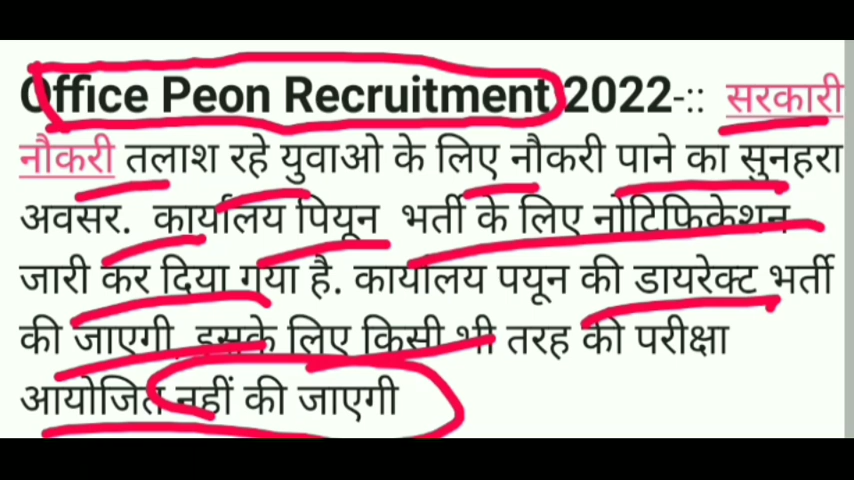 Office Peon Recruitment 2022-:: सरकारी
नौकरी तलाश रहे युवाओ के लिए नौकरी पाने का सुनहरा
अवसर. कार्यालय पियून भर्ती के लिए नोटिफिकेशन
जारी कर दिया गया है. कार्यालय पयून की डायरेक्ट भर्ती
की जाएगी इसके लिए किसी भी तरह की परीक्षा
आयोजित नहीं की जाएगी